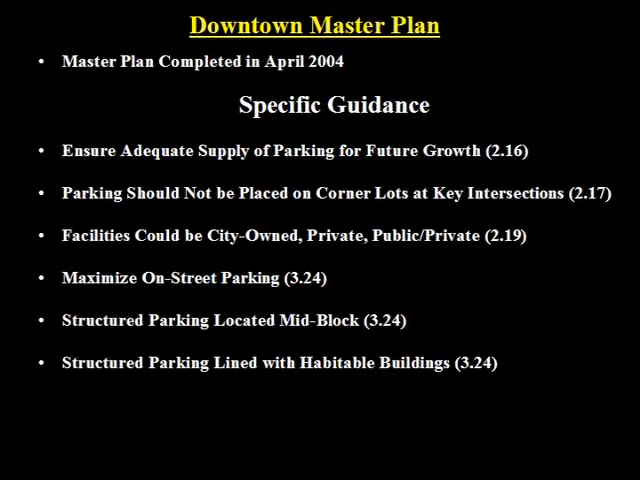 Downtown Master Plan
• Master Plan Completed in April 2004
Specific Guidance
• Ensure Adequate Supply of Parking for Future Growth (2.16)
• Parking Should Not be Placed on Corner Lots at Key Intersections (2.17)
• Facilities Could be City-Owned, Private, Public/Private (2.19)
• Maximize On-Street Parking (3.24)
• Structured Parking Located Mid-Block (3.24)
• Structured Parking Lined with Habitable Buildings (3.24)